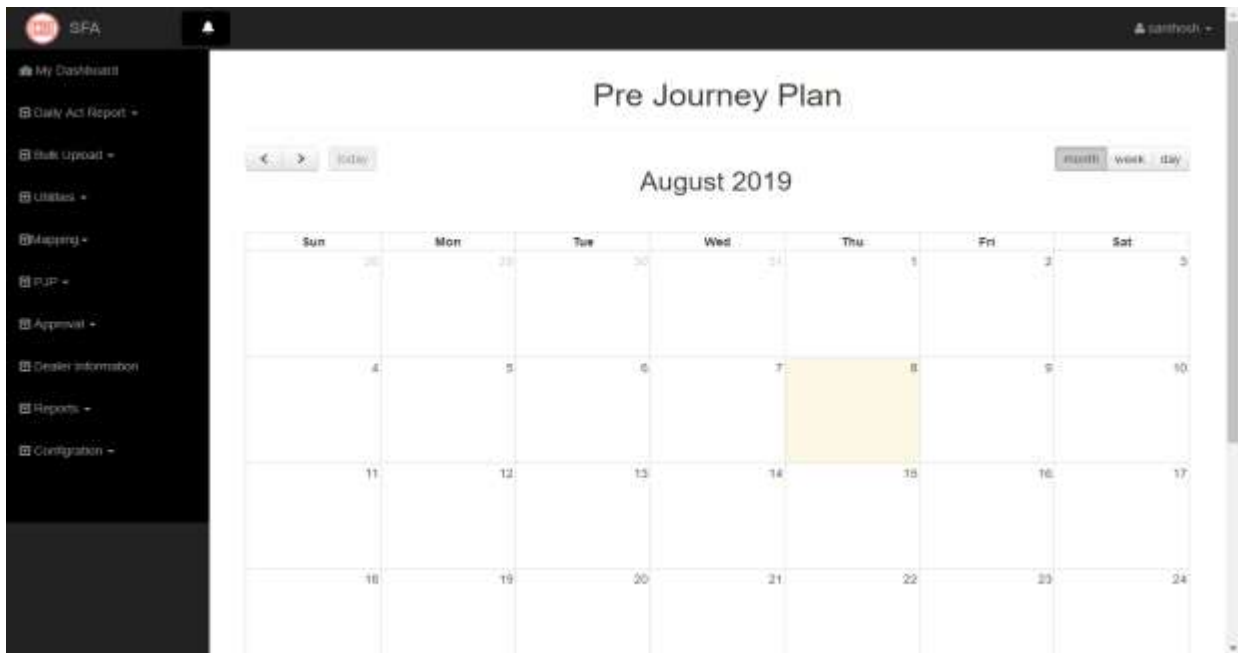 SFA
santhosh
My Dashboard
Daily Act Report
Bulk Upload
Utilities
Mapping
PJP
Approval
Dealer Information
Reports
Configration
Pre Journey Plan
today
month week day
August 2019
Sun Mon Tue Wed Thu Fri Sat
28 29 30 31 1 2 3
4 5 6 7 8 9 10
11 12 13 14 15 16 17
18 19 20 21 22 23 24